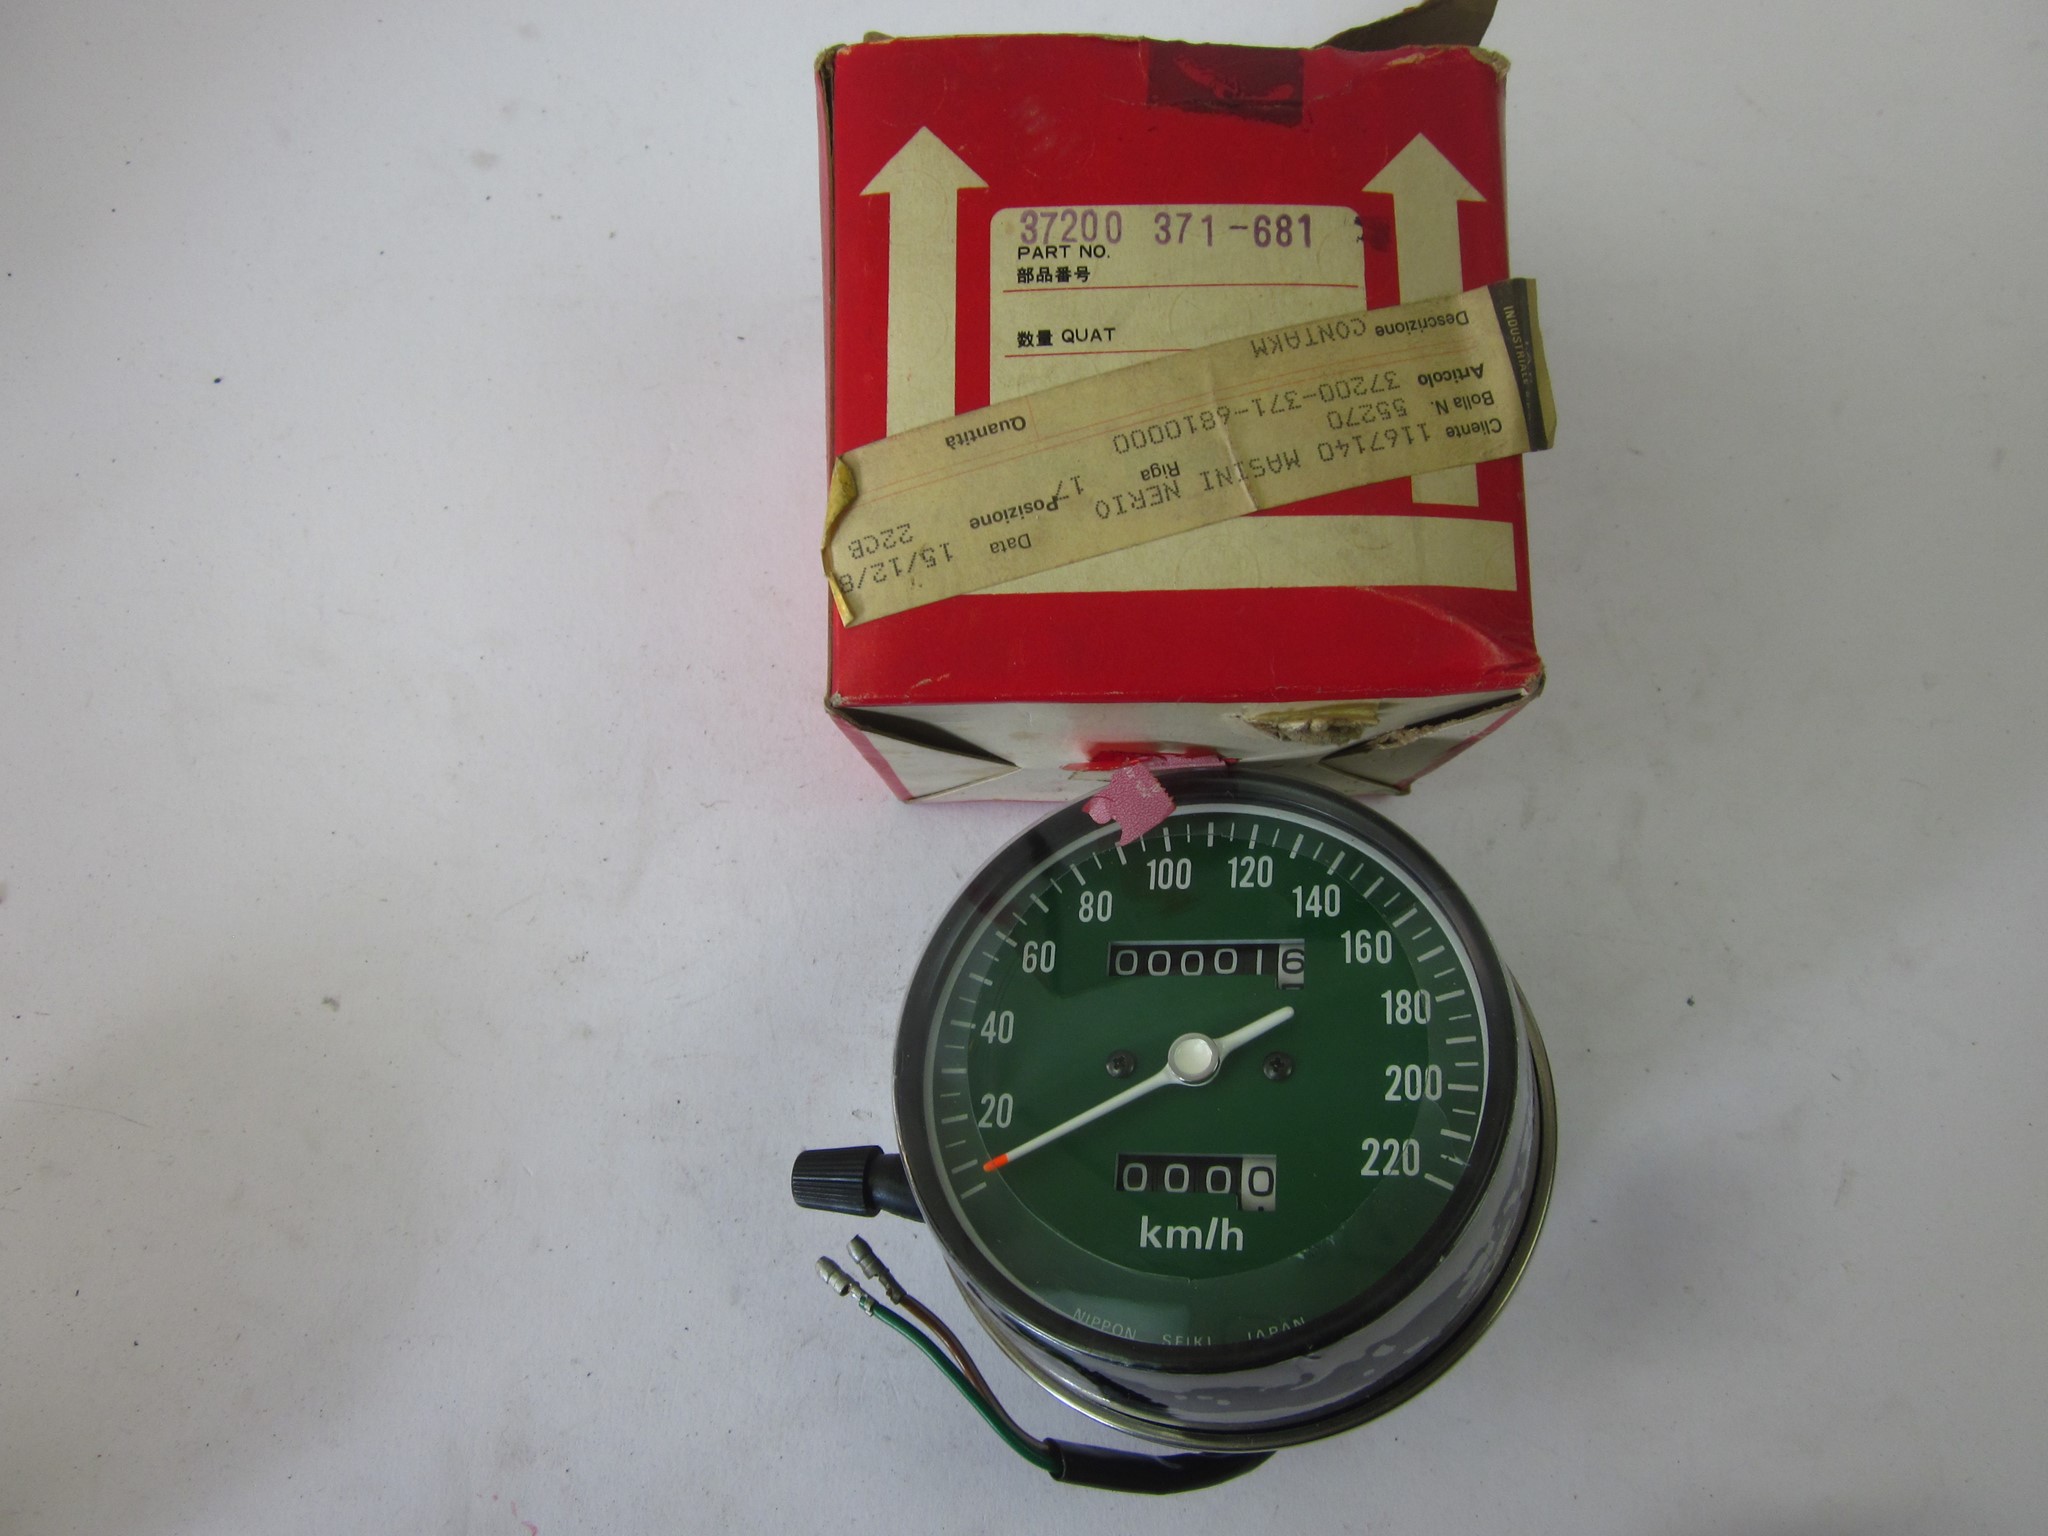 37200 371-681
PART NO.
部品番号
数量 QUAT
INDUSTRIALE
Cliente 1167140 MASINI NERIO
Data 15/12/8
Bolla N. 55270
Riga 17
Posizione 22CB
Articolo 37200-371-6810000
Quantità
Descrizione CONTAKM
20
40
60
80
100
120
140
160
180
200
220
000016
0000
km/h
NIPPON SEIKI JAPAN